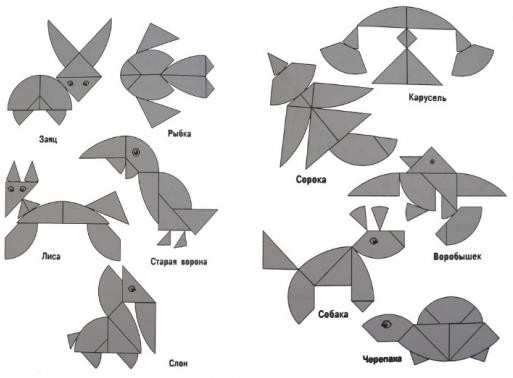 Заяц
Рыбка
Лиса
Старая ворона
Слон
Карусель
Сорока
Воробышек
Собака
Черепаха